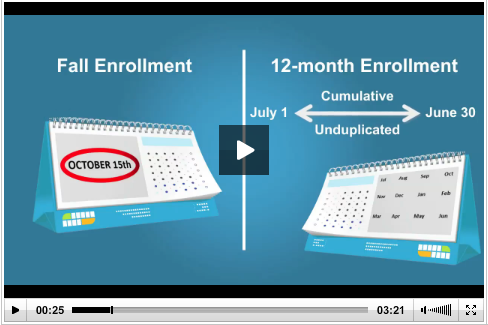 Fall Enrollment
12-month Enrollment
Cumulative
July 1
June 30
Unduplicated
OCTOBER 15th
Jul Aug Sep Oct
Nov Dec Jan Feb
Mar Apr May Jun
00:25
03:21